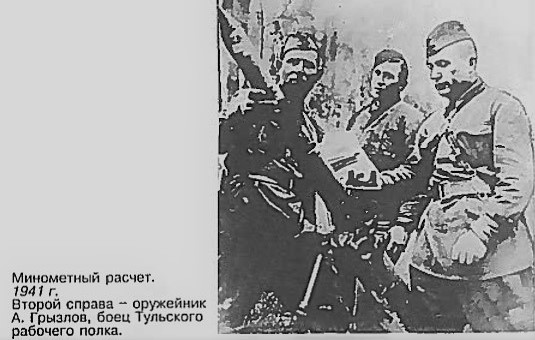 Минометный расчет.
1941 г.
Второй справа – оружейник
А. Грызлов, боец Тульского
рабочего полка.